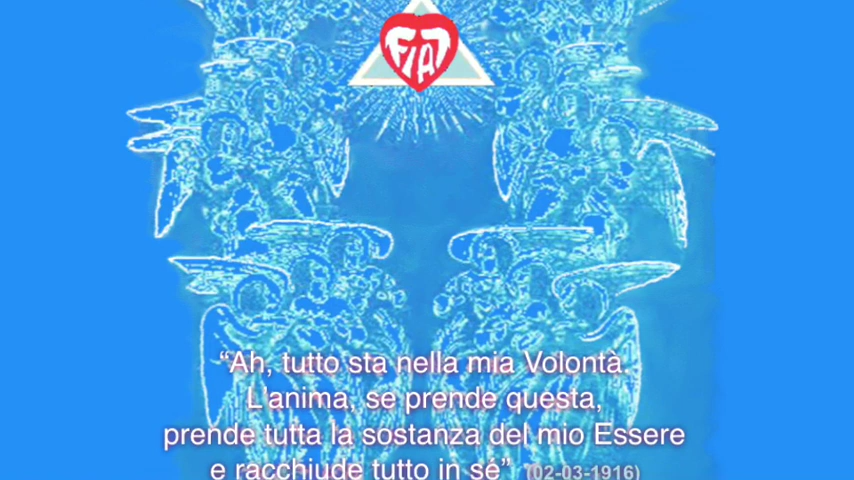 FIAT
“Ah, tutto sta nella mia Volontà.
L'anima, se prende questa,
prende tutta la sostanza del mio Essere
e racchiude tutto in sé” (02-03-1916)